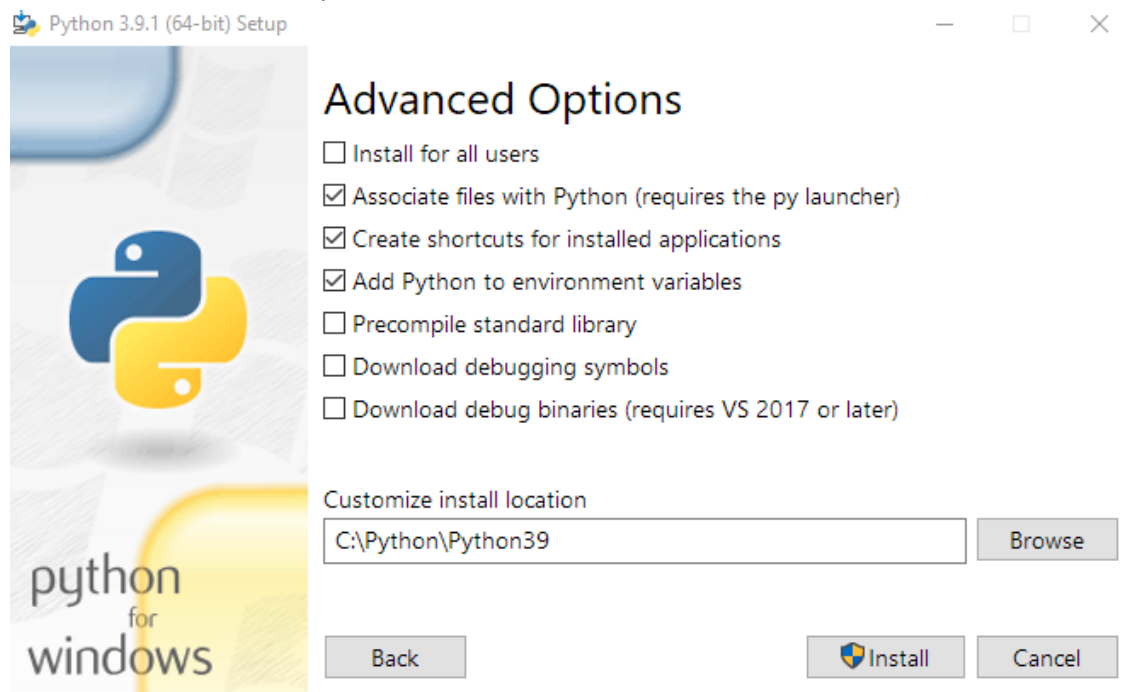 Python 3.9.1 (64-bit) Setup
Advanced Options
Install for all users
Associate files with Python (requires the py launcher)
Create shortcuts for installed applications
Add Python to environment variables
Precompile standard library
Download debugging symbols
Download debug binaries (requires VS 2017 or later)
Customize install location
C:\Python\Python39
Browse
python
for
windows
Back
Install
Cancel